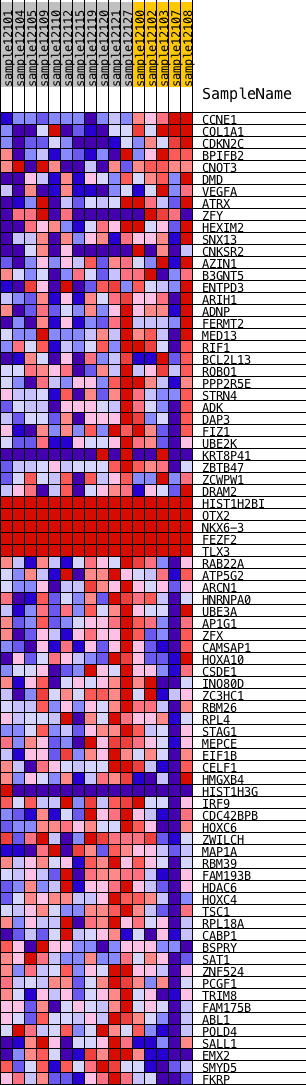 sample12101
sample12104
sample12105
sample12109
sample12110
sample12112
sample12115
sample12119
sample12120
sample12121
sample12122
sample12100
sample12102
sample12103
sample12107
sample12108
SampleName
CCNE1
COL1A1
CDKN2C
BPIFB2
CNOT3
DMD
VEGFA
ATRX
ZFY
HEXIM2
SNX13
CNKSR2
AZIN1
B3GNT5
ENTPD3
ARIH1
ADNP
FERMT2
MED13
RIF1
BCL2L13
ROBO1
PPP2R5E
STRN4
ADK
DAP3
FIZ1
UBE2K
KRT8P41
ZBTB47
ZCWPW1
DRAM2
HIST1H2BI
OTX2
NKX6-3
FEZF2
TLX3
RAB22A
ATP5G2
ARCN1
HNRNPA0
UBE3A
AP1G1
ZFX
CAMSAP1
HOXA10
CSDE1
INO80D
ZC3HC1
RBM26
RPL4
STAG1
MEPCE
EIF1B
CELF1
HMGXB4
HIST1H3G
IRF9
CDC42BPB
HOXC6
ZWILCH
MAP1A
RBM39
FAM193B
HDAC6
HOXC4
TSC1
RPL18A
CABP1
BSPRY
SAT1
ZNF524
PCGF1
TRIM8
FAM175B
ABL1
POLD4
SALL1
EMX2
SMYD5
FKRP